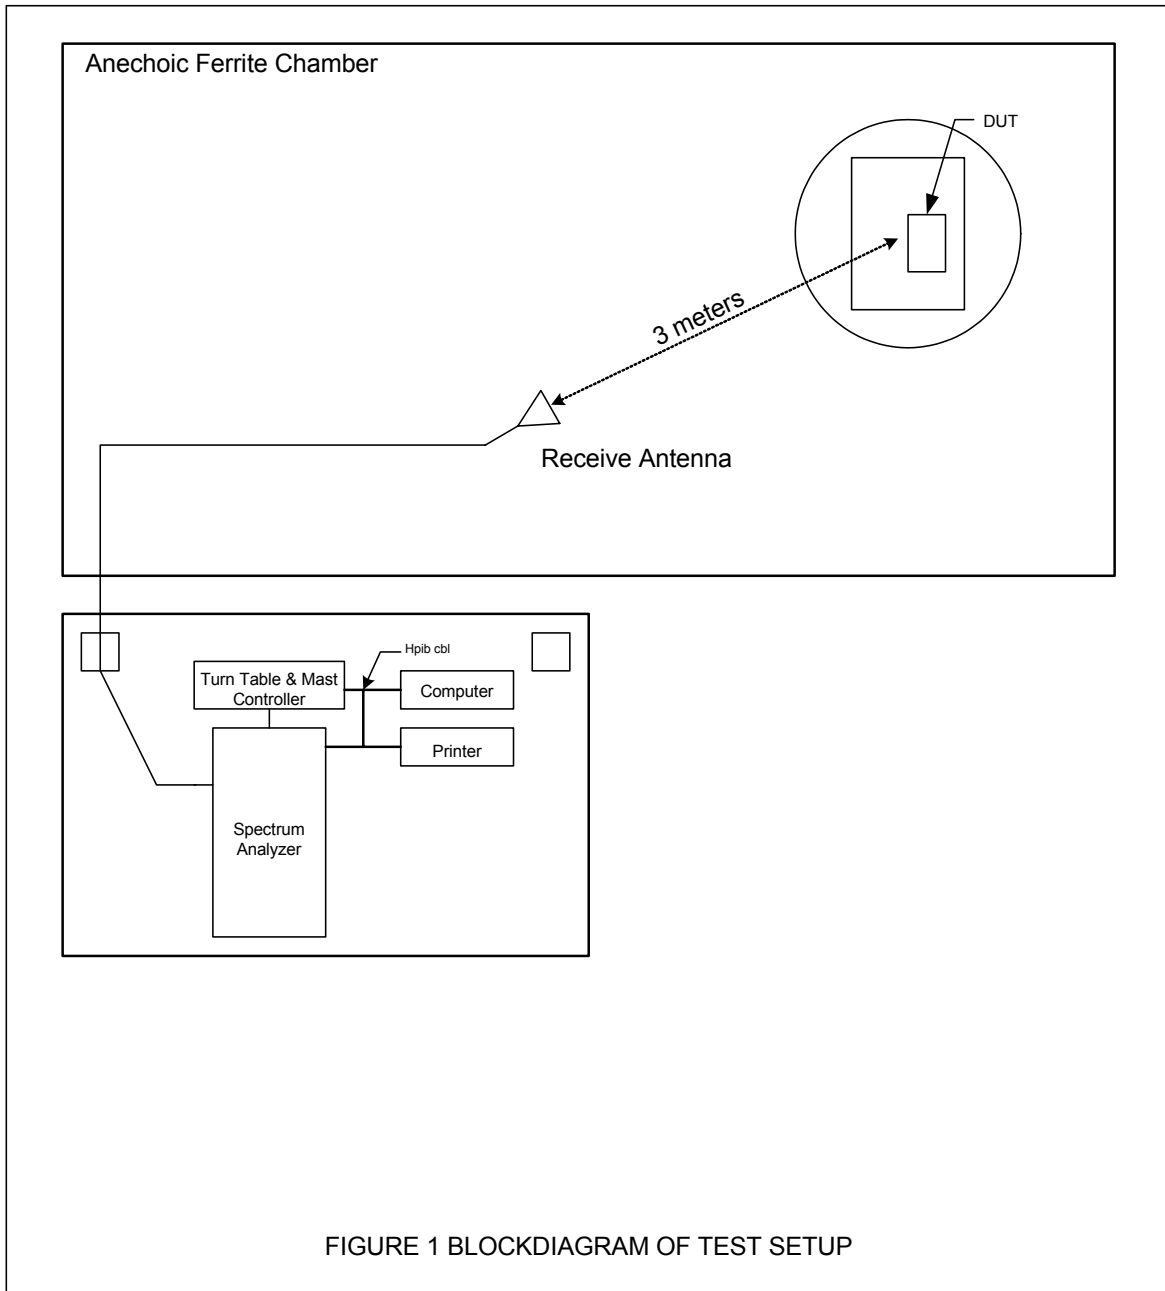 Anechoic Ferrite Chamber
DUT
3 meters
Receive Antenna
Hpib cbl
Turn Table & Mast
Controller
Computer
Printer
Spectrum
Analyzer
FIGURE 1 BLOCKDIAGRAM OF TEST SETUP